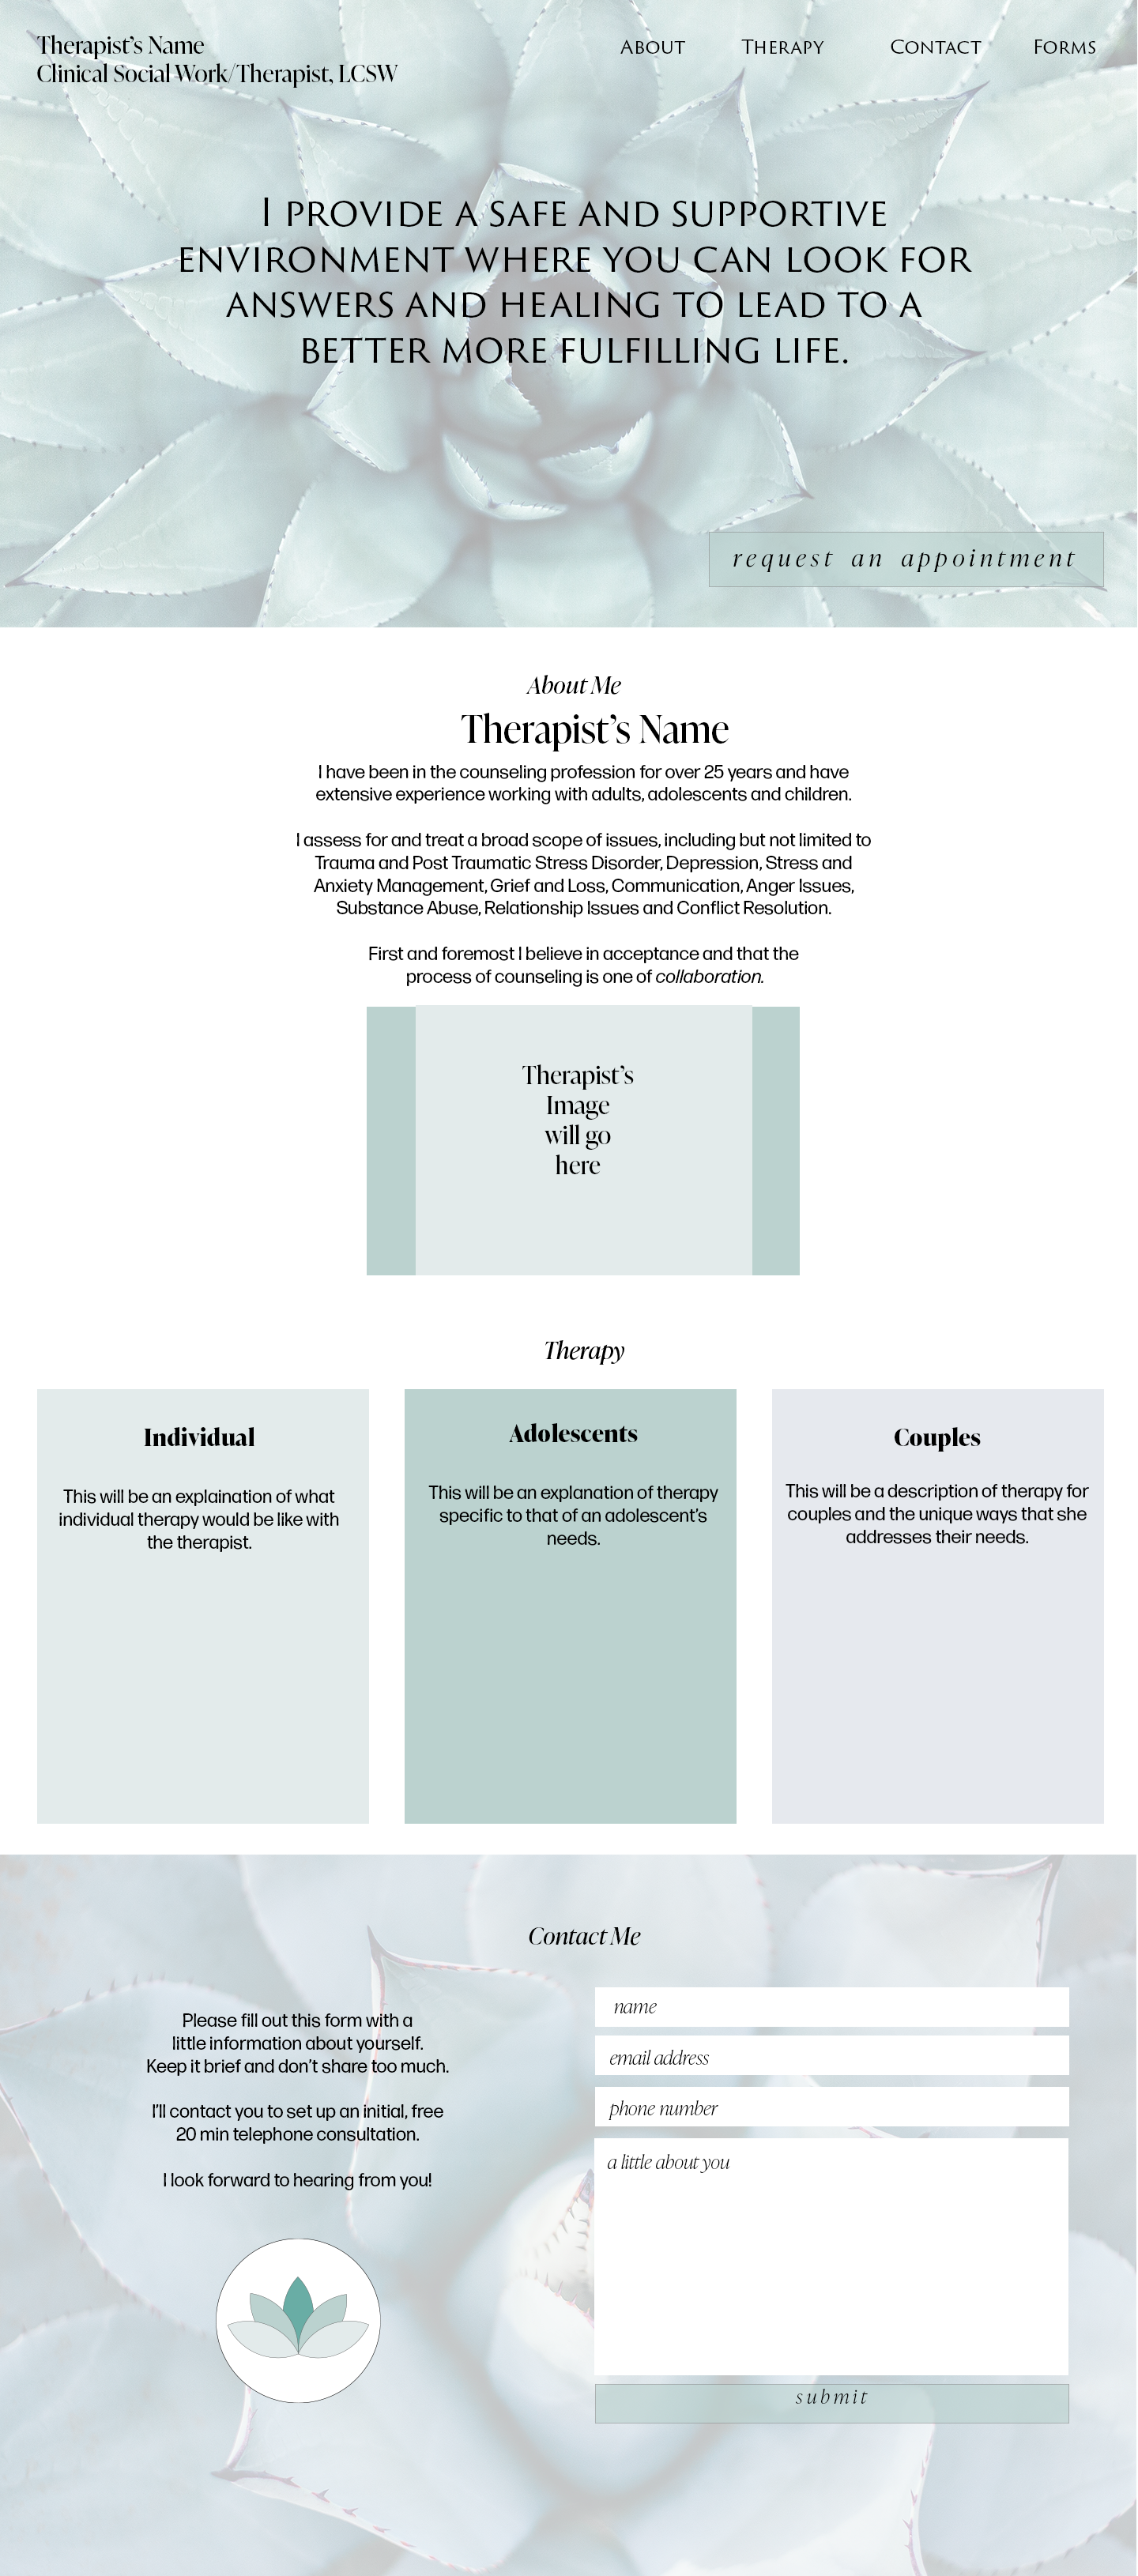 Therapist’s Name
Clinical Social Work/Therapist, LCSW
About Therapy Contact Forms
I provide a safe and supportive
environment where you can look for
answers and healing to lead to a
better more fulfilling life.
request an appointment
About Me
Therapist’s Name
I have been in the counseling profession for over 25 years and have
extensive experience working with adults, adolescents and children.
I assess for and treat a broad scope of issues, including but not limited to
Trauma and Post Traumatic Stress Disorder, Depression, Stress and
Anxiety Management, Grief and Loss, Communication, Anger Issues,
Substance Abuse, Relationship Issues and Conflict Resolution.
First and foremost I believe in acceptance and that the
process of counseling is one of collaboration.
Therapist’s
Image
will go
here
Therapy
Individual
This will be an explaination of what
individual therapy would be like with
the therapist.
Adolescents
This will be an explanation of therapy
specific to that of an adolescent’s
needs.
Couples
This will be a description of therapy for
couples and the unique ways that she
addresses their needs.
Contact Me
Please fill out this form with a
little information about yourself.
Keep it brief and don’t share too much.
I’ll contact you to set up an initial, free
20 min telephone consultation.
I look forward to hearing from you!
name
email address
phone number
a little about you
submit